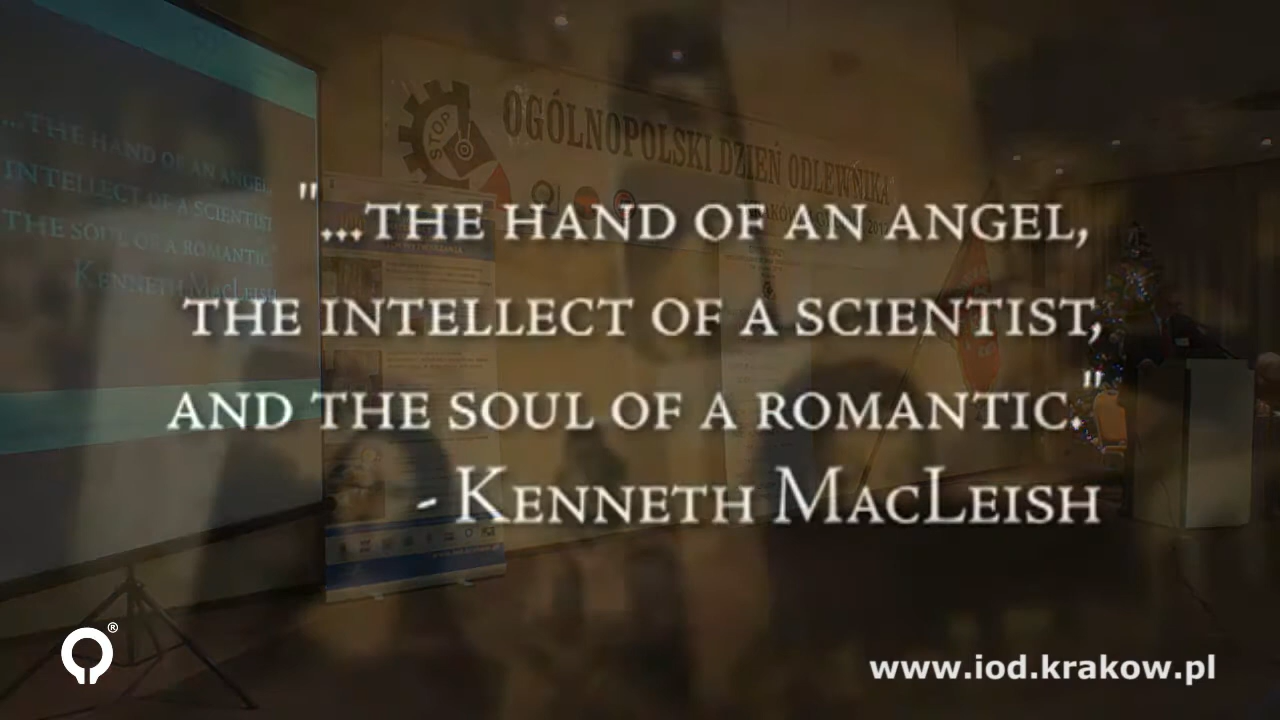 "...THE HAND OF AN ANGEL,
THE INTELLECT OF A SCIENTIST,
AND THE SOUL OF A ROMANTIC."
- KENNETH MACLEISH
...THE HAND OF AN ANGEL,
INTELLECT OF A SCIENTIST
THE SOUL OF A ROMANTIC.
KENNETH MACLEISH
STOP
OGÓLNOPOLSKI DZIEŃ ODLEWNIKA
www.iod.krakow.pl
®